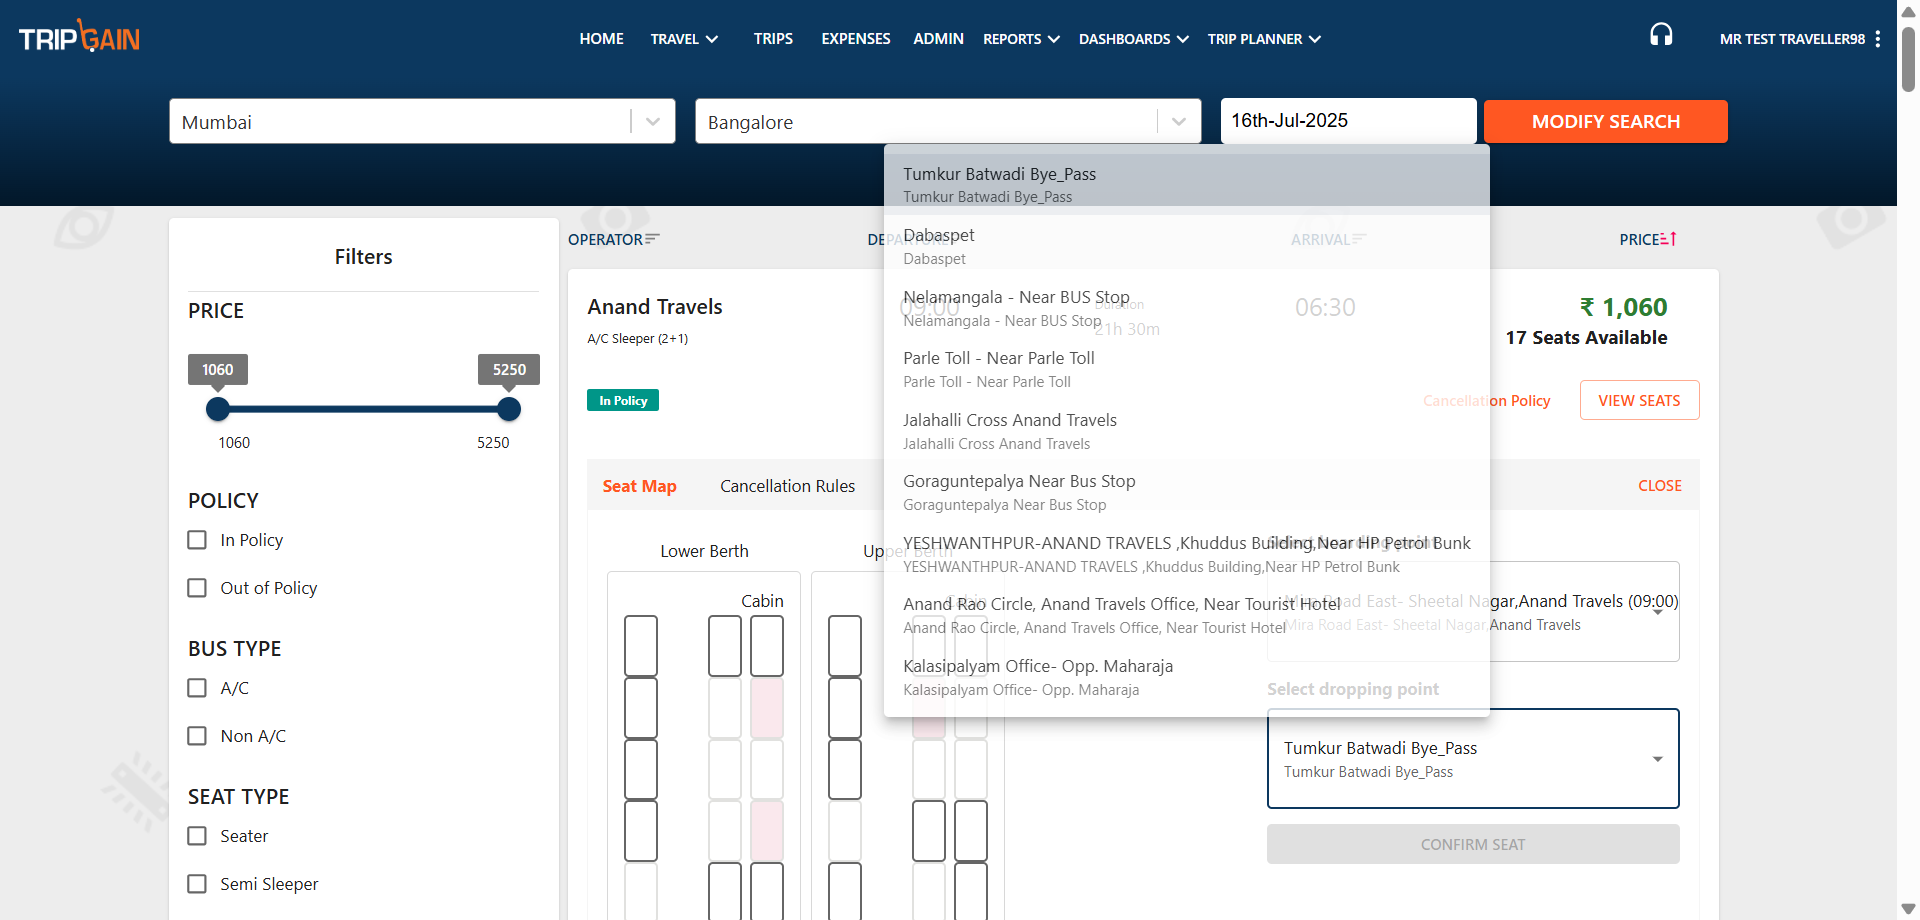 TRIPGAIN
HOME TRAVEL TRIPS EXPENSES ADMIN REPORTS DASHBOARDS TRIP PLANNER
MR TEST TRAVELLER98
Mumbai
Bangalore
16th-Jul-2025
MODIFY SEARCH
Tumkur Batwadi Bye_Pass
Tumkur Batwadi Bye_Pass
Dabaspet
Dabaspet
Nelamangala - Near BUS Stop
Nelamangala - Near BUS Stop
Parle Toll - Near Parle Toll
Parle Toll - Near Parle Toll
Jalahalli Cross Anand Travels
Jalahalli Cross Anand Travels
Goraguntepalya Near Bus Stop
Goraguntepalya Near Bus Stop
YESHWANTHPUR-ANAND TRAVELS ,Khuddus Building,Near HP Petrol Bunk
YESHWANTHPUR-ANAND TRAVELS ,Khuddus Building,Near HP Petrol Bunk
Anand Rao Circle, Anand Travels Office, Near Tourist Hotel
Anand Rao Circle, Anand Travels Office, Near Tourist Hotel
Kalasipalyam Office- Opp. Maharaja
Kalasipalyam Office- Opp. Maharaja
Filters
PRICE
1060 5250
1060 5250
POLICY
In Policy
Out of Policy
BUS TYPE
A/C
Non A/C
SEAT TYPE
Seater
Semi Sleeper
OPERATOR DEPARTURE ARRIVAL PRICE
Anand Travels
A/C Sleeper (2+1)
In Policy
09:00
Duration
21h 30m
06:30
₹ 1,060
17 Seats Available
Cancellation Policy
VIEW SEATS
Seat Map Cancellation Rules
CLOSE
Lower Berth Upper Berth
Cabin Cabin
Select boarding point
Mira Road East- Sheetal Nagar,Anand Travels (09:00)
Mira Road East- Sheetal Nagar,Anand Travels
Select dropping point
Tumkur Batwadi Bye_Pass
Tumkur Batwadi Bye_Pass
CONFIRM SEAT